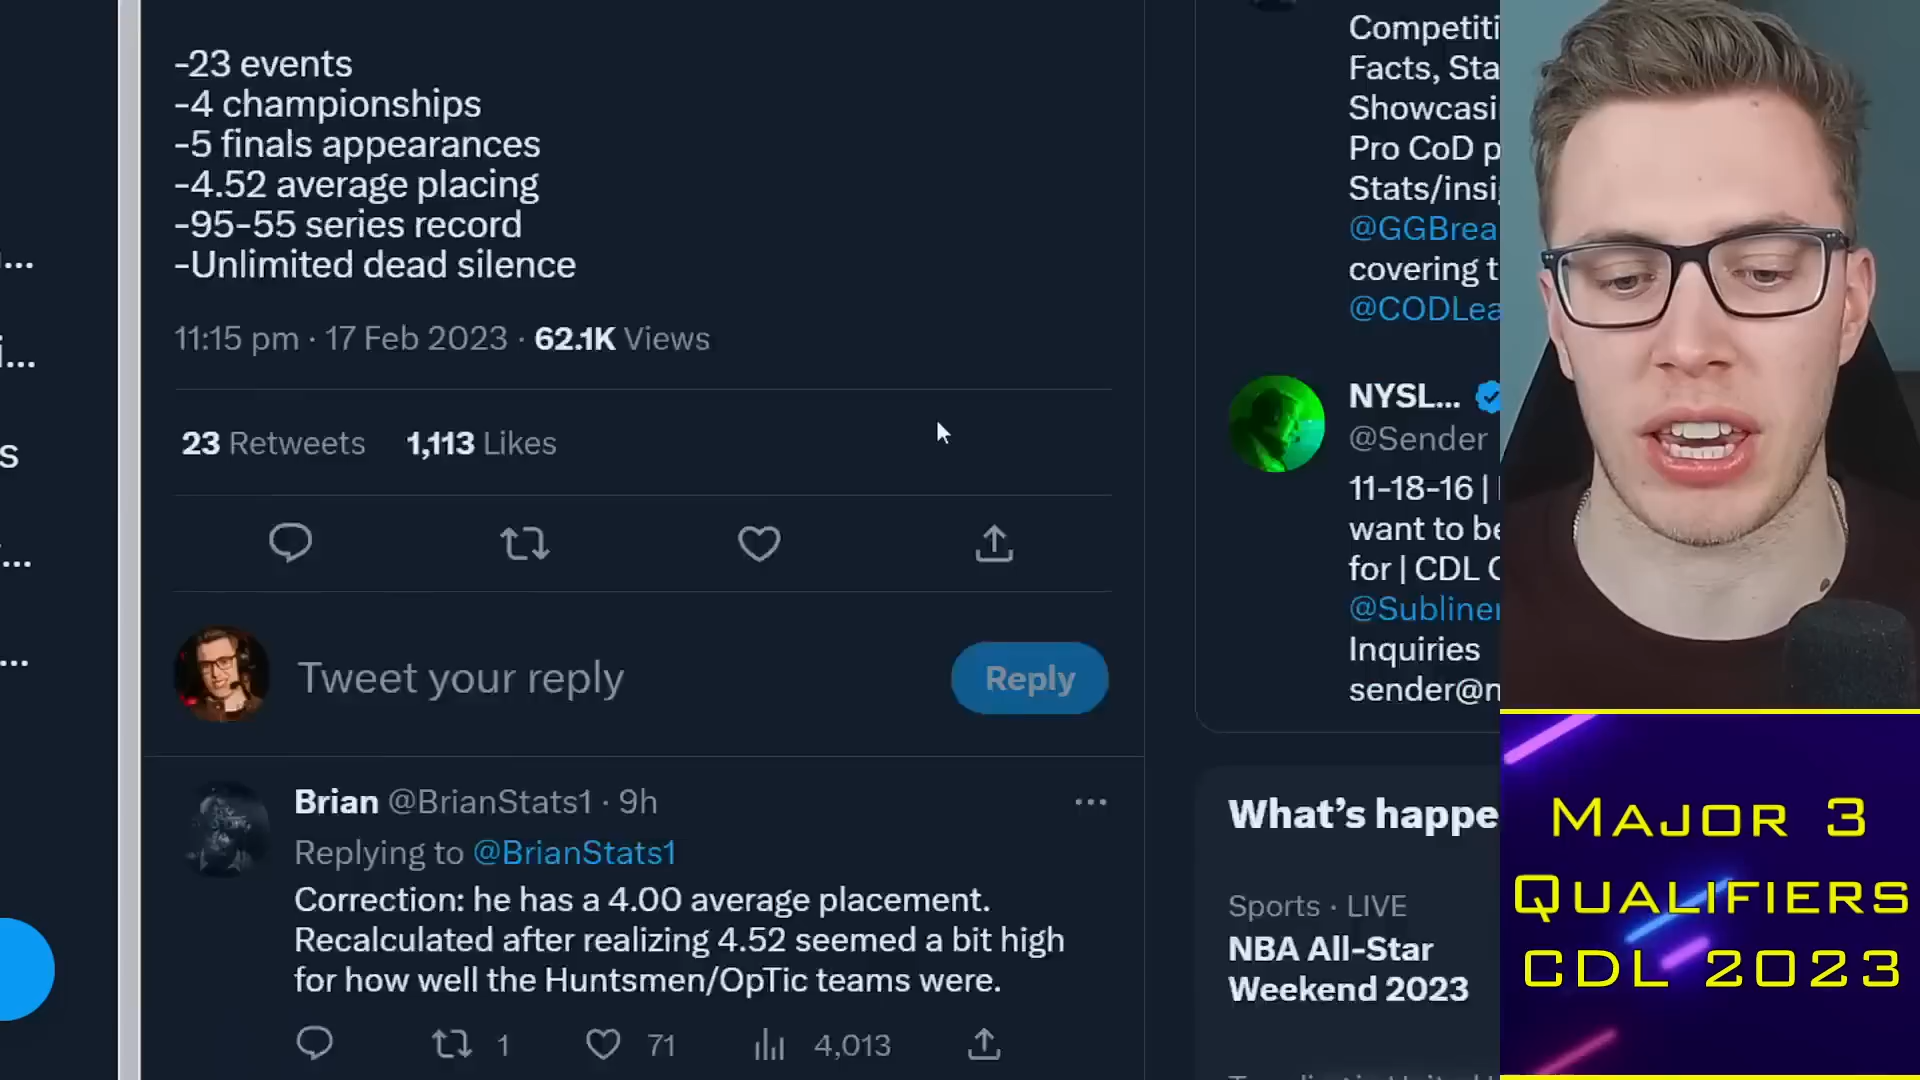 -23 events
-4 championships
-5 finals appearances
-4.52 average placing
-95-55 series record
-Unlimited dead silence
11:15 pm · 17 Feb 2023 · 62.1K Views
23 Retweets 1,113 Likes
Tweet your reply
Reply
Brian @BrianStats1 · 9h
Replying to @BrianStats1
Correction: he has a 4.00 average placement.
Recalculated after realizing 4.52 seemed a bit high
for how well the Huntsmen/OpTic teams were.
1
71
4,013
Competiti
Facts, Sta
Showcasi
Pro CoD p
Stats/insi
@GGBrea
covering t
@CODLea
NYSL...
@Sender
11-18-16 |
want to be
for | CDL C
@Subliner
Inquiries
sender@n
What's happe
Sports · LIVE
NBA All-Star
Weekend 2023
MAJOR 3
QUALIFIERS
CDL 2023